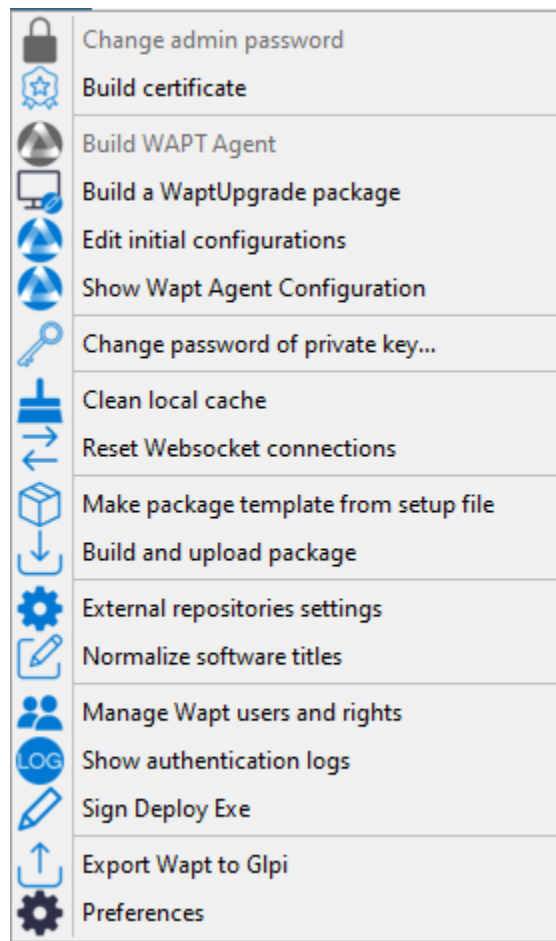 Change admin password
Build certificate
Build WAPT Agent
Build a WaptUpgrade package
Edit initial configurations
Show Wapt Agent Configuration
Change password of private key...
Clean local cache
Reset Websocket connections
Make package template from setup file
Build and upload package
External repositories settings
Normalize software titles
Manage Wapt users and rights
LOG Show authentication logs
Sign Deploy Exe
Export Wapt to Glpi
Preferences